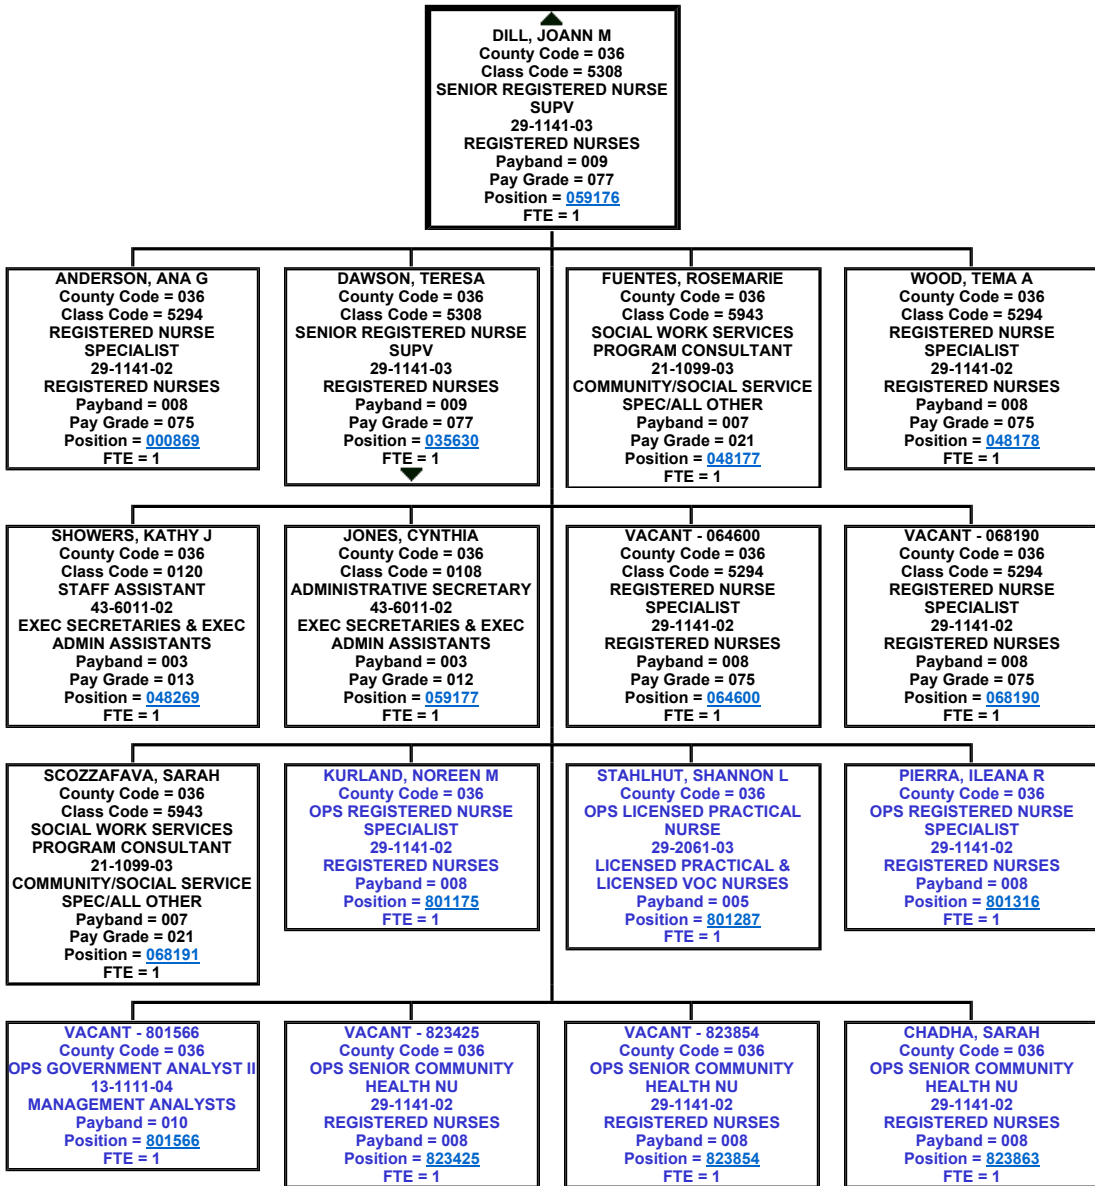 DILL, JOANN M
County Code = 036
Class Code = 5308
SENIOR REGISTERED NURSE
SUPV
29-1141-03
REGISTERED NURSES
Payband = 009
Pay Grade = 077
Position = 059176
FTE = 1
ANDERSON, ANA G
County Code = 036
Class Code = 5294
REGISTERED NURSE
SPECIALIST
29-1141-02
REGISTERED NURSES
Payband = 008
Pay Grade = 075
Position = 000869
FTE = 1
DAWSON, TERESA
County Code = 036
Class Code = 5308
SENIOR REGISTERED NURSE
SUPV
29-1141-03
REGISTERED NURSES
Payband = 009
Pay Grade = 077
Position = 035630
FTE = 1
FUENTES, ROSEMARIE
County Code = 036
Class Code = 5943
SOCIAL WORK SERVICES
PROGRAM CONSULTANT
21-1099-03
COMMUNITY/SOCIAL SERVICE
SPEC/ALL OTHER
Payband = 007
Pay Grade = 021
Position = 048177
FTE = 1
WOOD, TEMA A
County Code = 036
Class Code = 5294
REGISTERED NURSE
SPECIALIST
29-1141-02
REGISTERED NURSES
Payband = 008
Pay Grade = 075
Position = 048178
FTE = 1
SHOWERS, KATHY J
County Code = 036
Class Code = 0120
STAFF ASSISTANT
43-6011-02
EXEC SECRETARIES & EXEC
ADMIN ASSISTANTS
Payband = 003
Pay Grade = 013
Position = 048269
FTE = 1
JONES, CYNTHIA
County Code = 036
Class Code = 0108
ADMINISTRATIVE SECRETARY
43-6011-02
EXEC SECRETARIES & EXEC
ADMIN ASSISTANTS
Payband = 003
Pay Grade = 012
Position = 059177
FTE = 1
VACANT - 064600
County Code = 036
Class Code = 5294
REGISTERED NURSE
SPECIALIST
29-1141-02
REGISTERED NURSES
Payband = 008
Pay Grade = 075
Position = 064600
FTE = 1
VACANT - 068190
County Code = 036
Class Code = 5294
REGISTERED NURSE
SPECIALIST
29-1141-02
REGISTERED NURSES
Payband = 008
Pay Grade = 075
Position = 068190
FTE = 1
SCOZZAFAVA, SARAH
County Code = 036
Class Code = 5943
SOCIAL WORK SERVICES
PROGRAM CONSULTANT
21-1099-03
COMMUNITY/SOCIAL SERVICE
SPEC/ALL OTHER
Payband = 007
Pay Grade = 021
Position = 068191
FTE = 1
KURLAND, NOREEN M
County Code = 036
OPS REGISTERED NURSE
SPECIALIST
29-1141-02
REGISTERED NURSES
Payband = 008
Position = 801175
FTE = 1
STAHLHUT, SHANNON L
County Code = 036
OPS LICENSED PRACTICAL
NURSE
29-2061-03
LICENSED PRACTICAL &
LICENSED VOC NURSES
Payband = 005
Position = 801287
FTE = 1
PIERRA, ILEANA R
County Code = 036
OPS REGISTERED NURSE
SPECIALIST
29-1141-02
REGISTERED NURSES
Payband = 008
Position = 801316
FTE = 1
VACANT - 801566
County Code = 036
OPS GOVERNMENT ANALYST II
13-1111-04
MANAGEMENT ANALYSTS
Payband = 010
Position = 801566
FTE = 1
VACANT - 823425
County Code = 036
OPS SENIOR COMMUNITY
HEALTH NU
29-1141-02
REGISTERED NURSES
Payband = 008
Position = 823425
FTE = 1
VACANT - 823854
County Code = 036
OPS SENIOR COMMUNITY
HEALTH NU
29-1141-02
REGISTERED NURSES
Payband = 008
Position = 823854
FTE = 1
CHADHA, SARAH
County Code = 036
OPS SENIOR COMMUNITY
HEALTH NU
29-1141-02
REGISTERED NURSES
Payband = 008
Position = 823863
FTE = 1